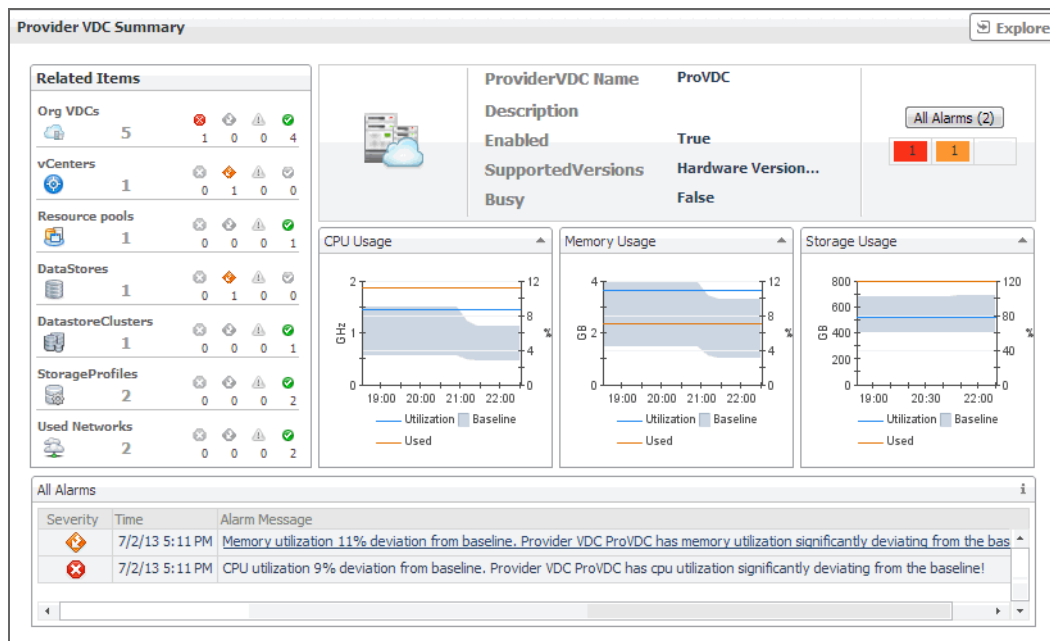 Provider VDC Summary
Explore
Related Items
Org VDCs
5
1 0 0 4
vCenters
1
0 1 0 0
Resource pools
1
0 0 0 1
DataStores
1
0 1 0 0
DatastoreClusters
1
0 0 0 1
StorageProfiles
2
0 0 0 2
Used Networks
2
0 0 0 2
ProviderVDC Name ProVDC
Description
Enabled True
SupportedVersions Hardware Version...
Busy False
All Alarms (2)
1 1
CPU Usage
2 12
8
GHz 1 %
4
0 0
19:00 20:00 21:00 22:00
Utilization Baseline
Used
Memory Usage
4 12
8
GB 2 %
4
0 0
19:00 20:00 21:00 22:00
Utilization Baseline
Used
Storage Usage
800 120
600 80
GB 400 %
200 40
0 0
19:00 20:30 22:00
Utilization Baseline
Used
All Alarms
Severity Time Alarm Message
7/2/13 5:11 PM Memory utilization 11% deviation from baseline. Provider VDC ProVDC has memory utilization significantly deviating from the bas
7/2/13 5:11 PM CPU utilization 9% deviation from baseline. Provider VDC ProVDC has cpu utilization significantly deviating from the baseline!